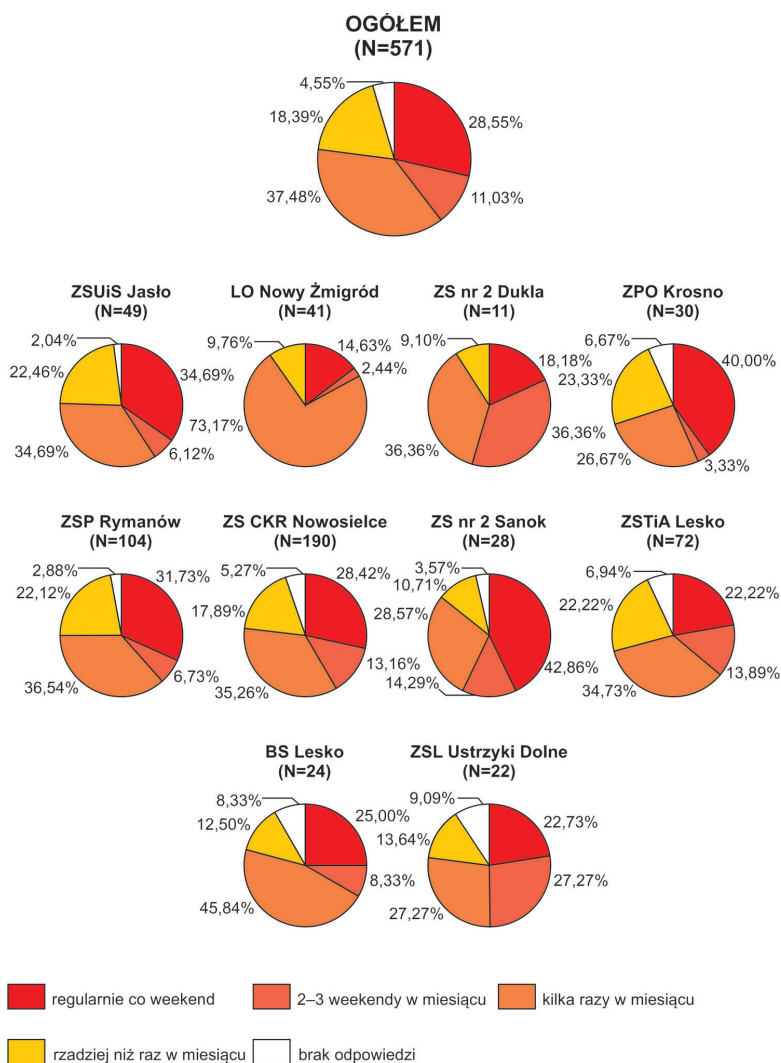 OGÓŁEM
(N=571)
4,55%
18,39%
28,55%
37,48%
11,03%
ZSUiS Jasło
(N=49)
2,04%
22,46%
34,69%
34,69%
6,12%
LO Nowy Żmigród
(N=41)
9,76%
14,63%
2,44%
73,17%
ZS nr 2 Dukla
(N=11)
9,10%
18,18%
36,36%
36,36%
ZPO Krosno
(N=30)
6,67%
23,33%
40,00%
26,67%
3,33%
ZSP Rymanów
(N=104)
2,88%
22,12%
31,73%
36,54%
6,73%
ZS CKR Nowosielce
(N=190)
5,27%
17,89%
28,42%
35,26%
13,16%
ZS nr 2 Sanok
(N=28)
3,57%
10,71%
28,57%
42,86%
14,29%
ZSTiA Lesko
(N=72)
6,94%
22,22%
22,22%
34,73%
13,89%
BS Lesko
(N=24)
8,33%
12,50%
25,00%
8,33%
45,84%
ZSL Ustrzyki Dolne
(N=22)
9,09%
13,64%
22,73%
27,27%
27,27%
regularnie co weekend
2–3 weekendy w miesiącu
kilka razy w miesiącu
rzadziej niż raz w miesiącu
brak odpowiedzi